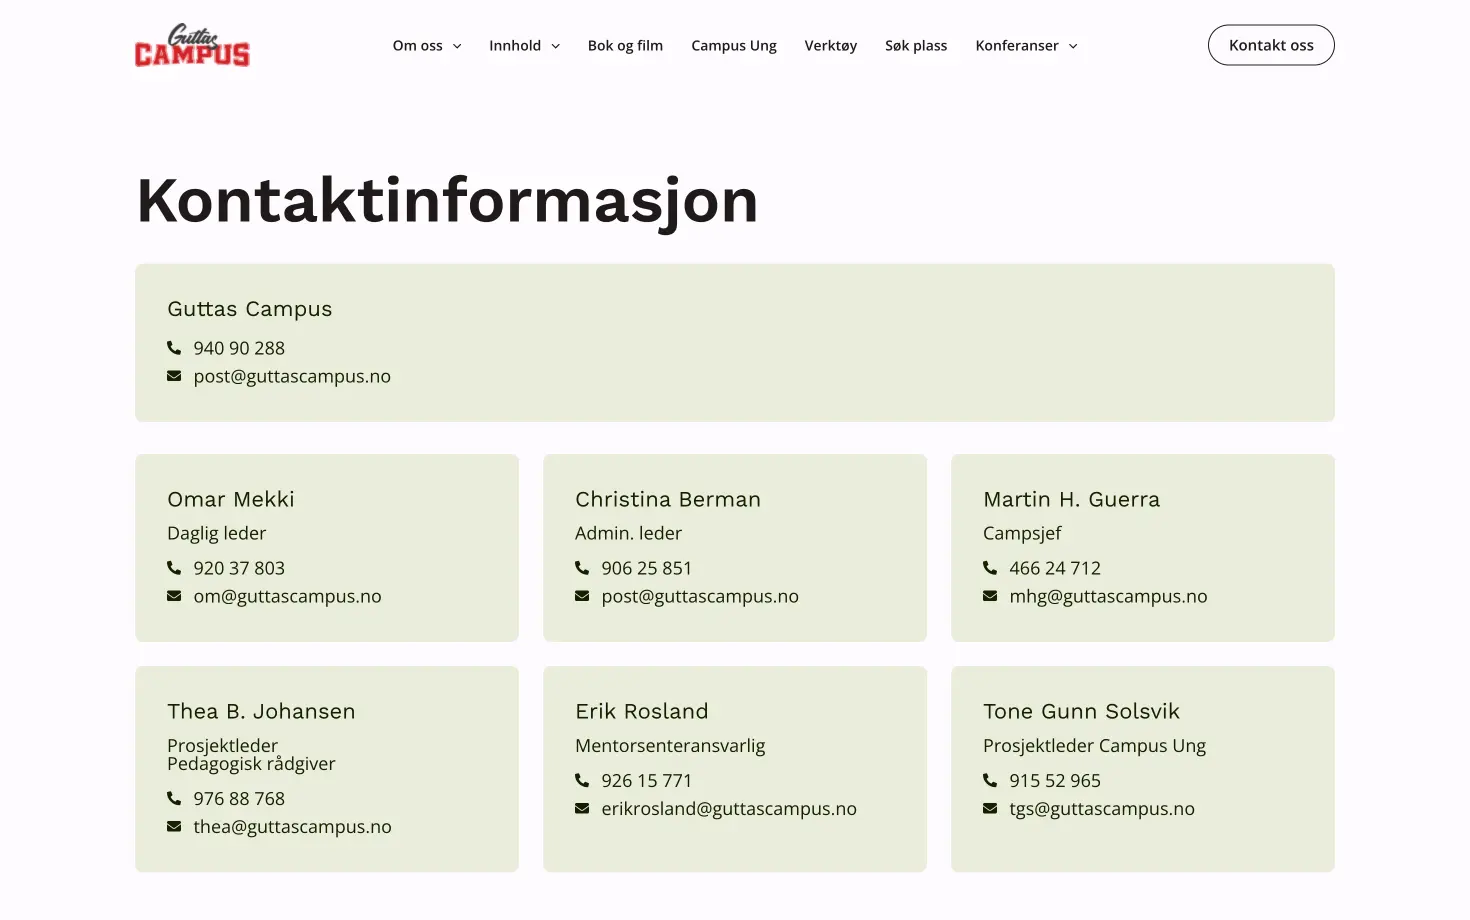 Guttas
CAMPUS
Om oss
Innhold
Bok og film
Campus Ung
Verktøy
Søk plass
Konferanser
Kontakt oss
Kontaktinformasjon
Guttas Campus
940 90 288
post@guttascampus.no
Omar Mekki
Daglig leder
920 37 803
om@guttascampus.no
Christina Berman
Admin. leder
906 25 851
post@guttascampus.no
Martin H. Guerra
Campsjef
466 24 712
mhg@guttascampus.no
Thea B. Johansen
Prosjektleder
Pedagogisk rådgiver
976 88 768
thea@guttascampus.no
Erik Rosland
Mentorsenteransvarlig
926 15 771
erikrosland@guttascampus.no
Tone Gunn Solsvik
Prosjektleder Campus Ung
915 52 965
tgs@guttascampus.no